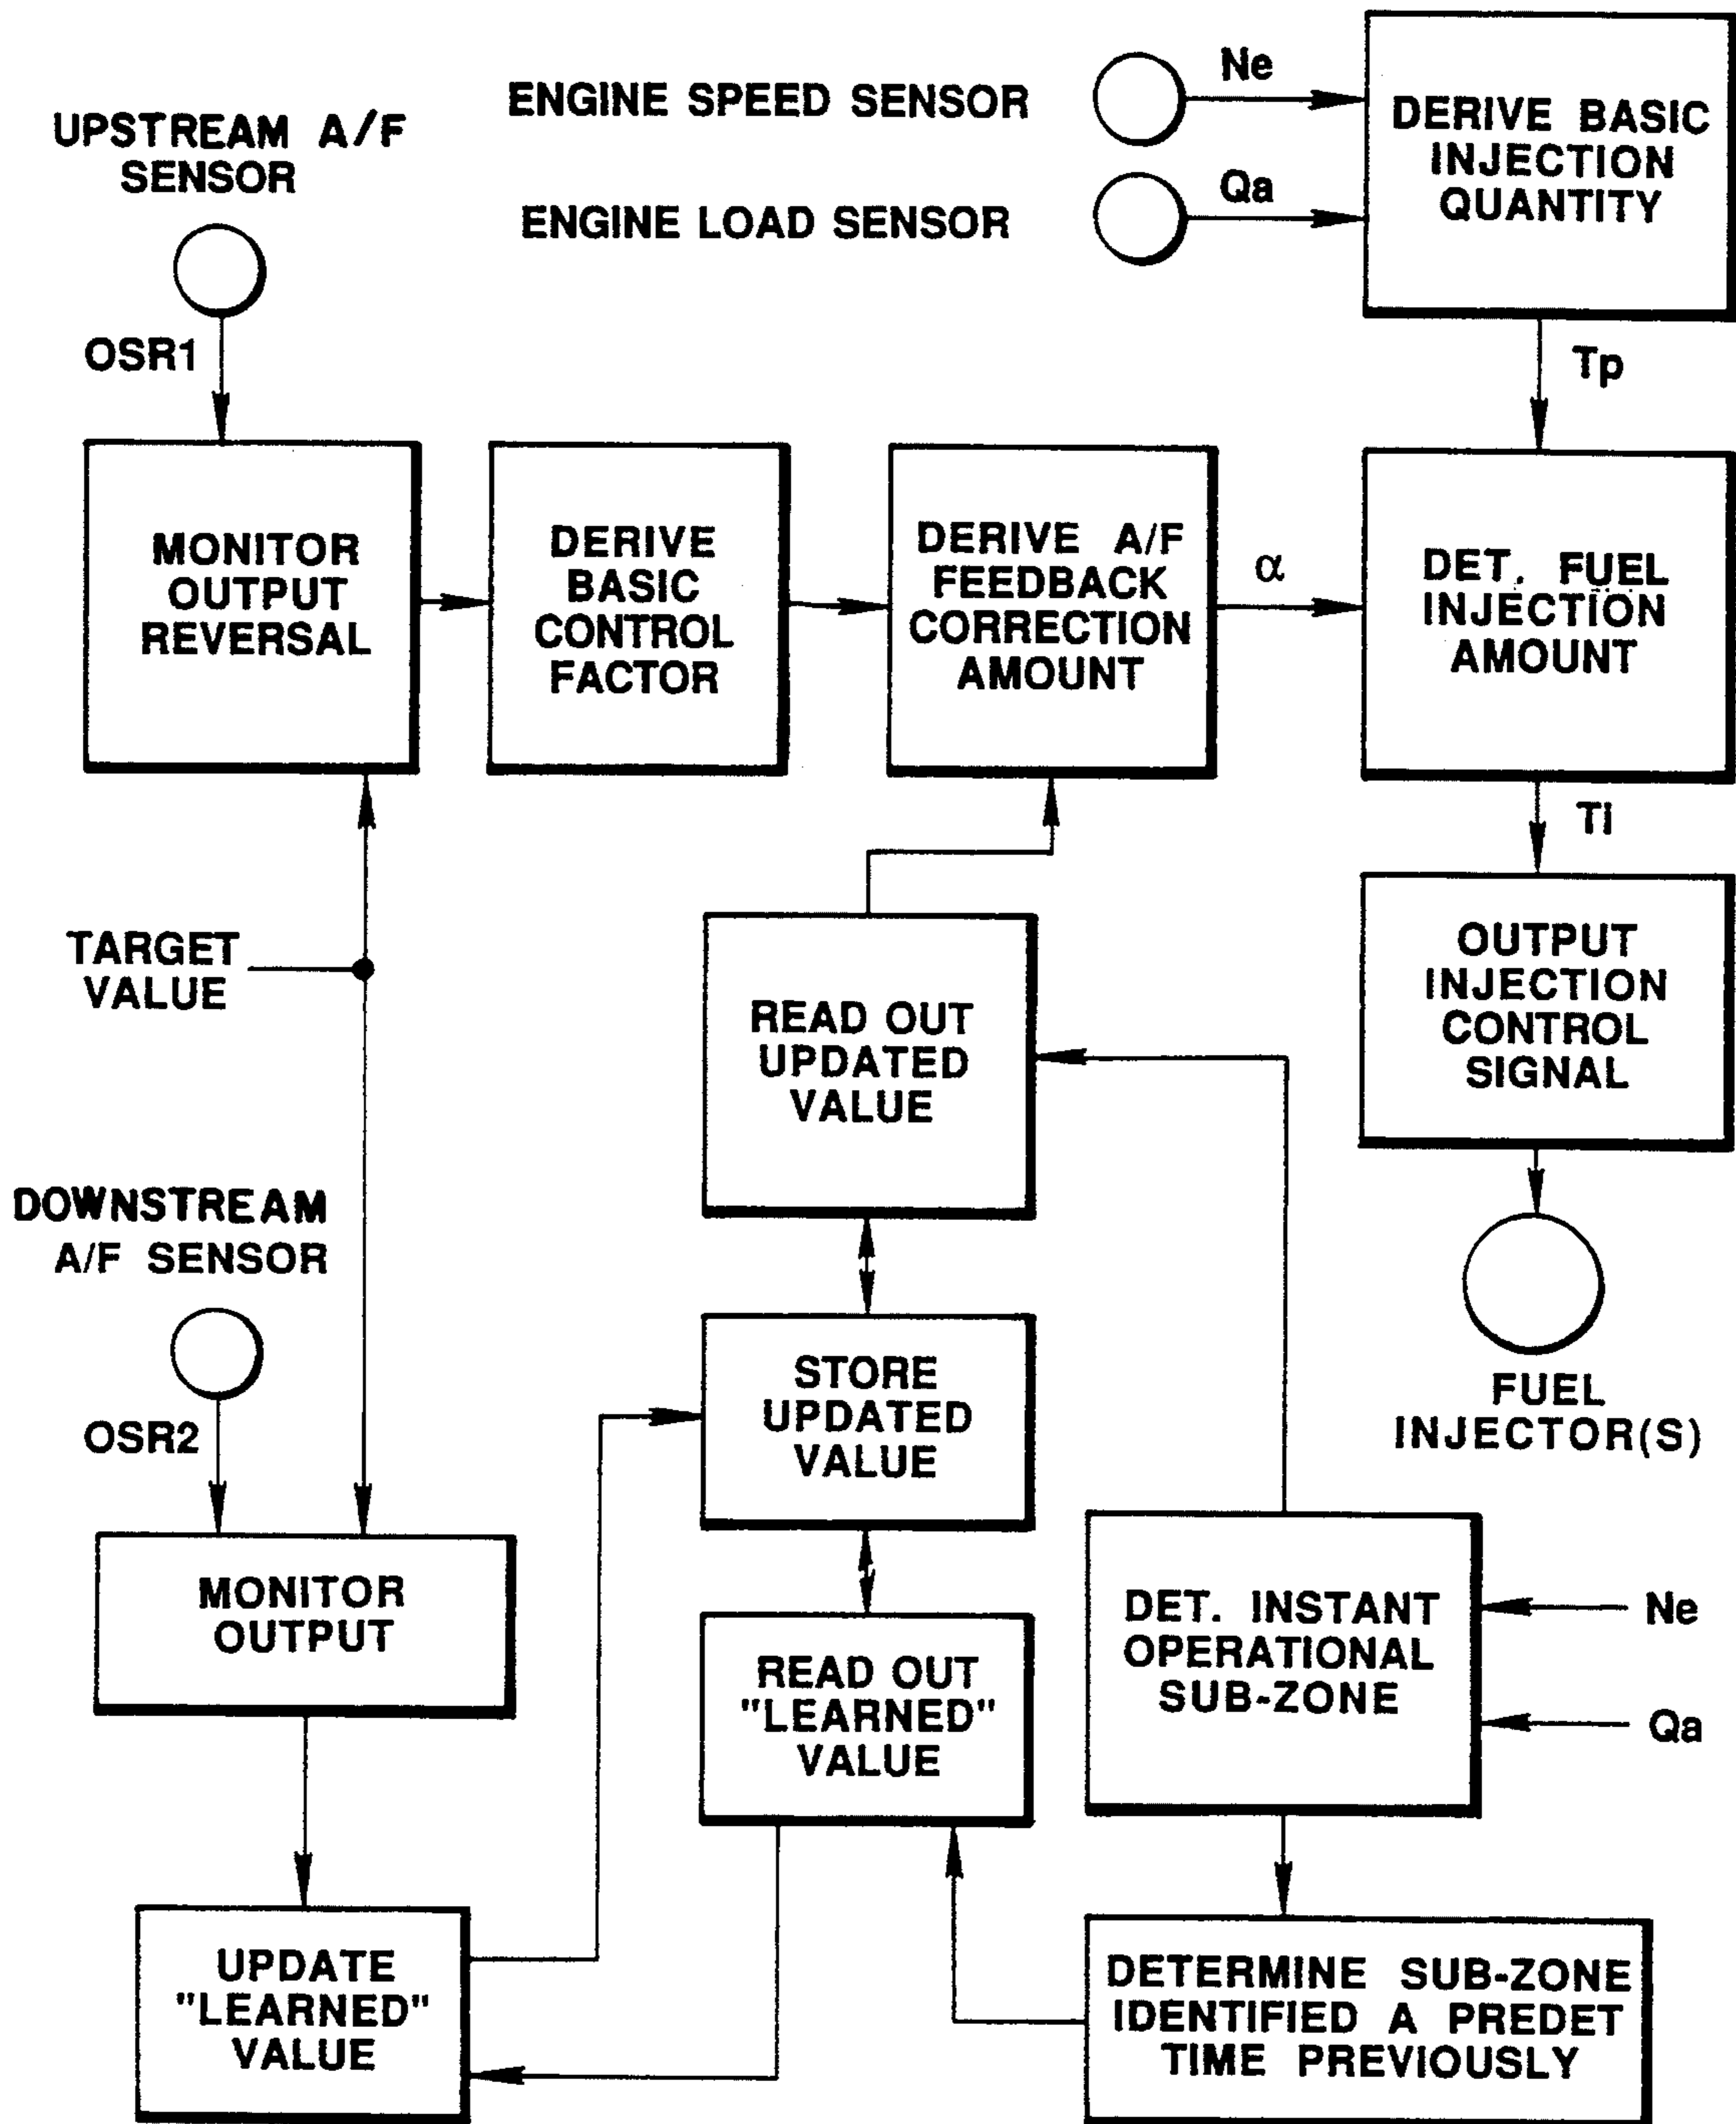 ENGINE SPEED SENSOR
Ne
ENGINE LOAD SENSOR
Qa
DERIVE BASIC
INJECTION
QUANTITY
UPSTREAM A/F
SENSOR
OSR1
Tp
MONITOR
OUTPUT
REVERSAL
DERIVE
BASIC
CONTROL
FACTOR
DERIVE A/F
FEEDBACK
CORRECTION
AMOUNT
α
DET. FUEL
INJECTION
AMOUNT
Ti
TARGET
VALUE
READ OUT
UPDATED
VALUE
OUTPUT
INJECTION
CONTROL
SIGNAL
DOWNSTREAM
A/F SENSOR
OSR2
STORE
UPDATED
VALUE
FUEL
INJECTOR(S)
MONITOR
OUTPUT
READ OUT
"LEARNED"
VALUE
DET. INSTANT
OPERATIONAL
SUB-ZONE
Ne
Qa
UPDATE
"LEARNED"
VALUE
DETERMINE SUB-ZONE
IDENTIFIED A PREDET
TIME PREVIOUSLY